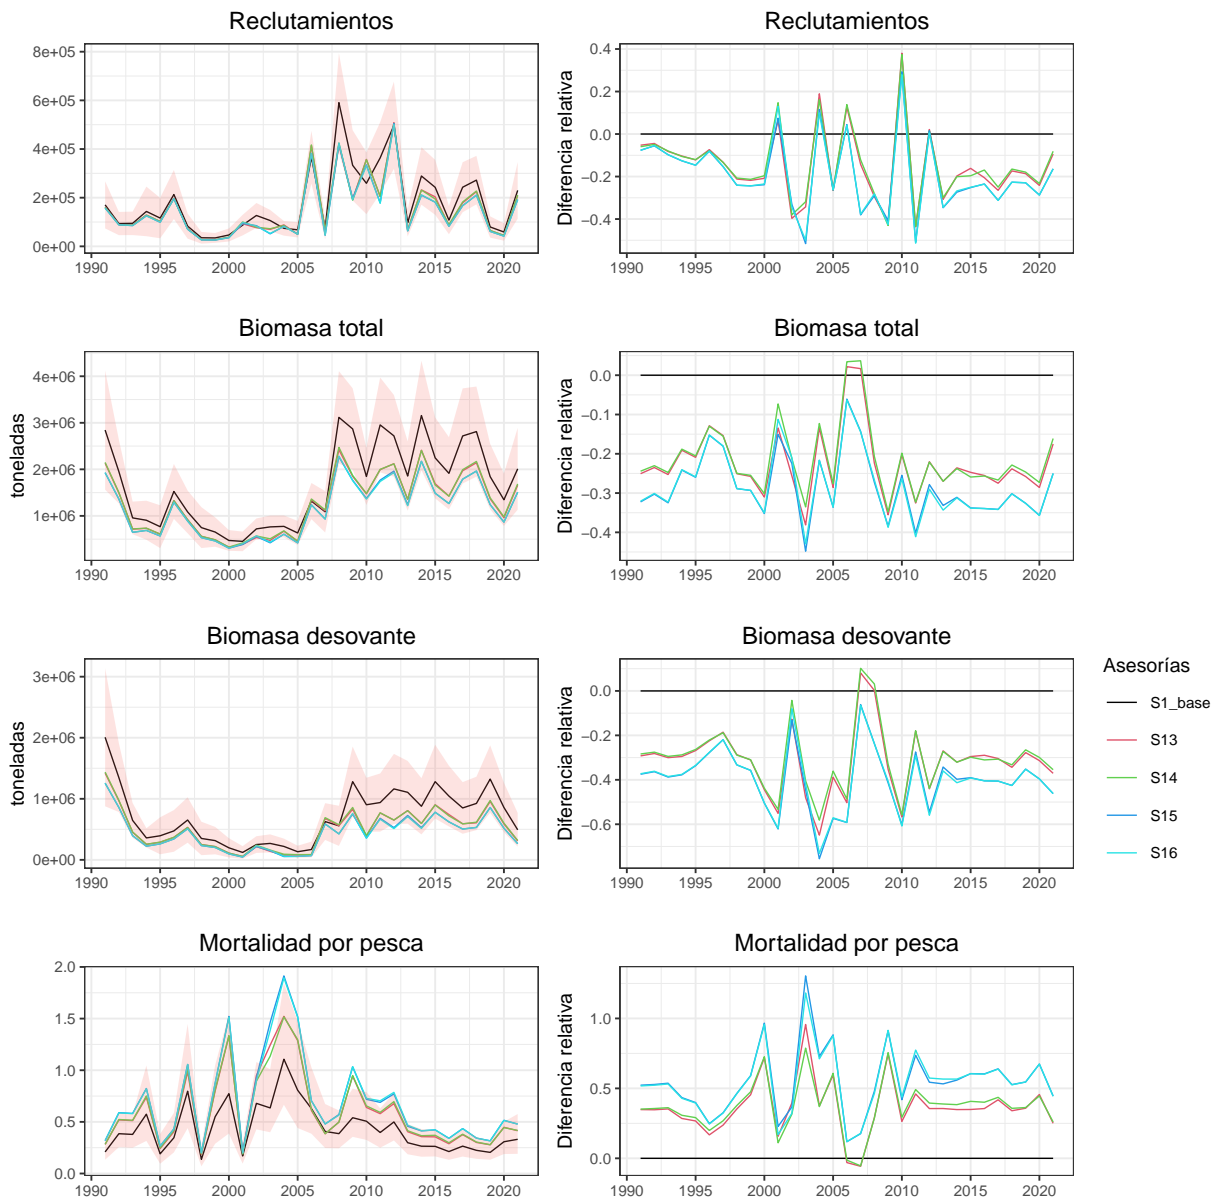 Reclutamientos
8e+05
6e+05
4e+05
2e+05
0e+00
1990 1995 2000 2005 2010 2015 2020
Reclutamientos
Diferencia relativa
0.4
0.2
0.0
−0.2
−0.4
1990 1995 2000 2005 2010 2015 2020
Biomasa total
toneladas
4e+06
3e+06
2e+06
1e+06
1990 1995 2000 2005 2010 2015 2020
Biomasa total
Diferencia relativa
0.0
−0.1
−0.2
−0.3
−0.4
1990 1995 2000 2005 2010 2015 2020
Biomasa desovante
toneladas
3e+06
2e+06
1e+06
0e+00
1990 1995 2000 2005 2010 2015 2020
Biomasa desovante
Diferencia relativa
0.0
−0.2
−0.4
−0.6
1990 1995 2000 2005 2010 2015 2020
Asesorías
S1_base
S13
S14
S15
S16
Mortalidad por pesca
2.0
1.5
1.0
0.5
0.0
1990 1995 2000 2005 2010 2015 2020
Mortalidad por pesca
Diferencia relativa
1.0
0.5
0.0
1990 1995 2000 2005 2010 2015 2020